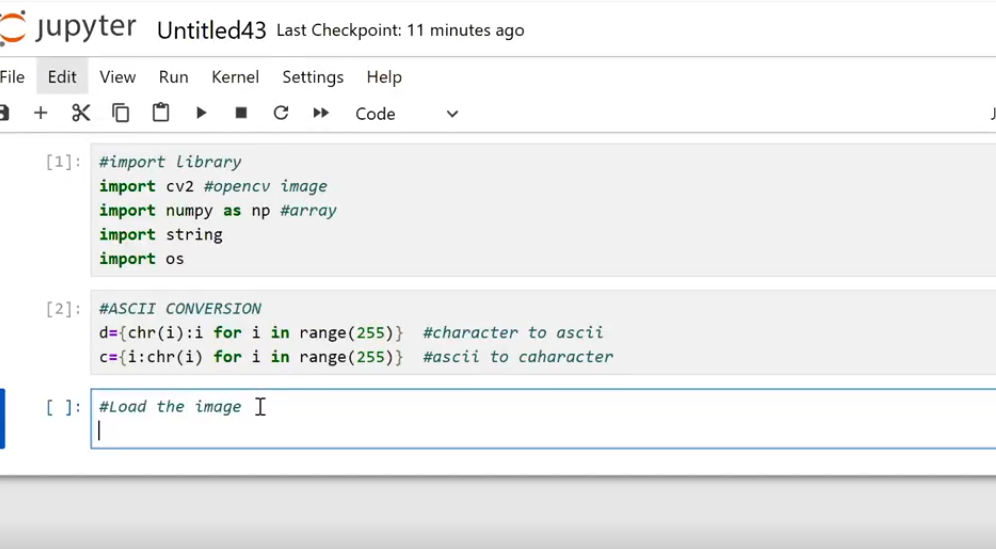 jupyter Untitled43 Last Checkpoint: 11 minutes ago
File Edit View Run Kernel Settings Help
Code
[1]: #import library
import cv2 #opencv image
import numpy as np #array
import string
import os
[2]: #ASCII CONVERSION
d={chr(i):i for i in range(255)} #character to ascii
c={i:chr(i) for i in range(255)} #ascii to caharacter
[ ]: #Load the image